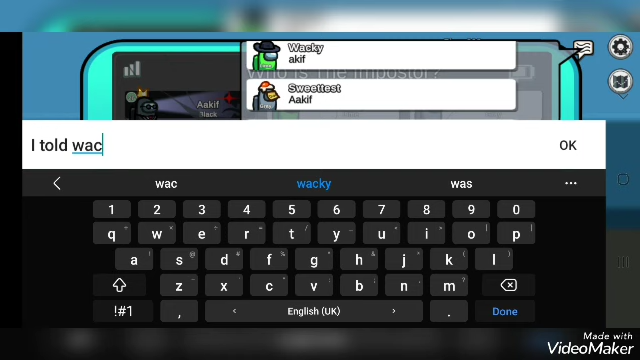 Wacky
akif
Who Is The Impostor?
Sweettest
Aakif
Aakif
Black
I told wac
OK
wac wacky was
1 2 3 4 5 6 7 8 9 0
q w e r t y u i o p
a s d f g h j k l
z x c v b n m
!#1 , < English (UK) > . Done
Made with
VideoMaker